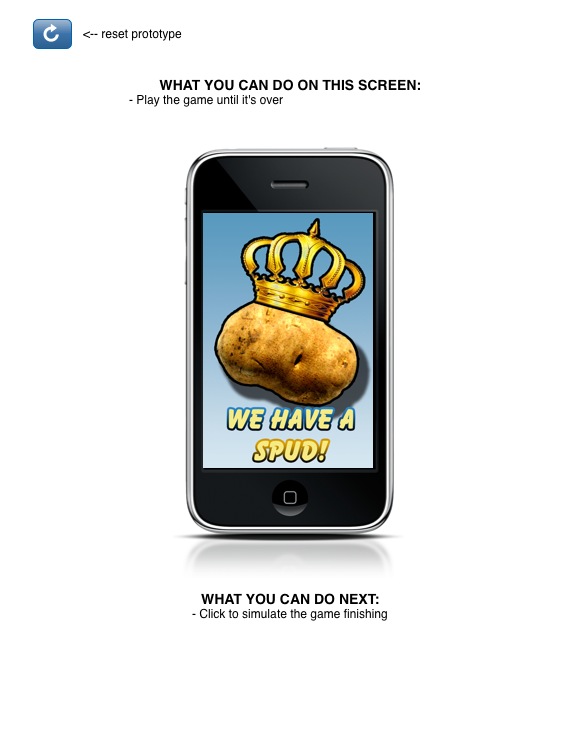 <-- reset prototype
WHAT YOU CAN DO ON THIS SCREEN:
- Play the game until it's over
WE HAVE A
SPUD!
WHAT YOU CAN DO NEXT:
- Click to simulate the game finishing